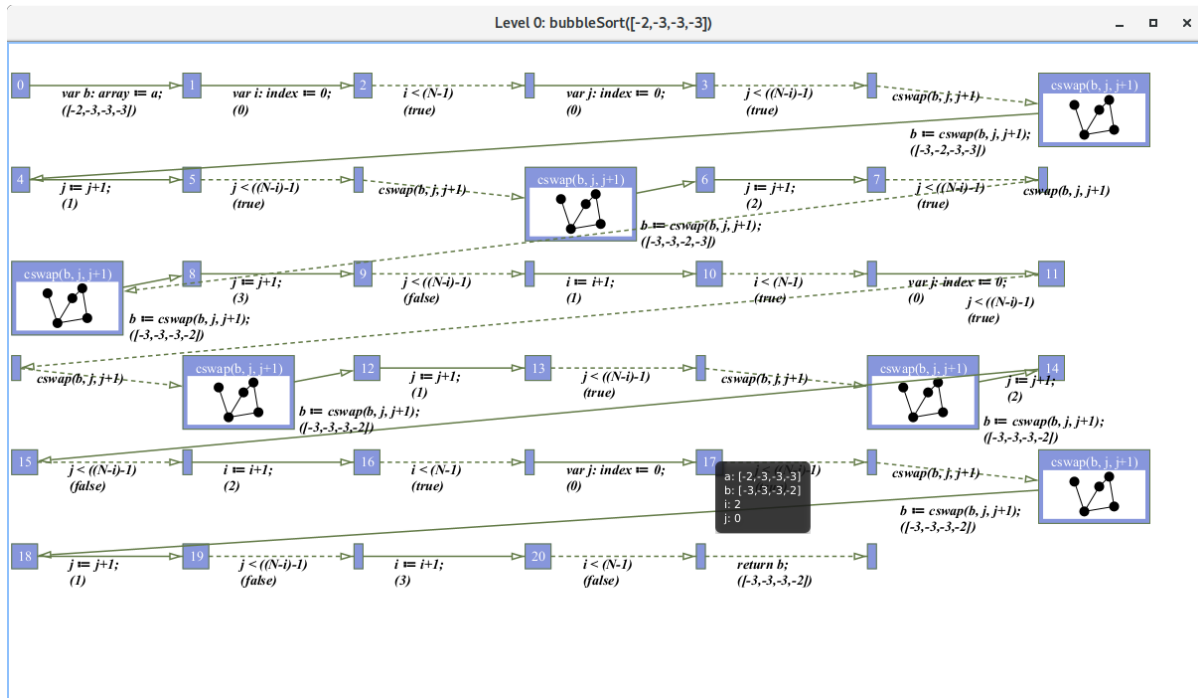 Level 0: bubbleSort([-2,-3,-3,-3])
0 1 2 3 cswap(b, j, j+1)
var b: array ≔ a; var i: index ≔ 0; i < (N-1) var j: index ≔ 0; j < ((N-i)-1) cswap(b, j, j+1)
([-2,-3,-3,-3]) (0) (true) (0) (true)
b ≔ cswap(b, j, j+1);
([-3,-2,-3,-3])
4 5 cswap(b, j, j+1) 6 7
j ≔ j+1; j < ((N-i)-1) cswap(b, j, j+1) j ≔ j+1; j < ((N-i)-1) cswap(b, j, j+1)
(1) (true) (2) (true)
b ≔ cswap(b, j, j+1);
([-3,-3,-2,-3])
cswap(b, j, j+1) 8 9 10 11
j ≔ j+1; j < ((N-i)-1) i ≔ i+1; i < (N-1) var j: index ≔ 0;
(3) (false) (1) (true) (0) j < ((N-i)-1)
b ≔ cswap(b, j, j+1); (true)
([-3,-3,-3,-2])
cswap(b, j, j+1) 12 13 cswap(b, j, j+1) 14
cswap(b, j, j+1) j ≔ j+1; j < ((N-i)-1) cswap(b, j, j+1) j ≔ j+1;
(1) (true) (2)
b ≔ cswap(b, j, j+1); b ≔ cswap(b, j, j+1);
([-3,-3,-3,-2]) ([-3,-3,-3,-2])
15 16 17 cswap(b, j, j+1)
j < ((N-i)-1) i ≔ i+1; i < (N-1) var j: index ≔ 0; cswap(b, j, j+1)
(false) (2) (true) (0)
a: [-2,-3,-3,-3]
b: [-3,-3,-3,-2]
i: 2
j: 0
b ≔ cswap(b, j, j+1);
([-3,-3,-3,-2])
18 19 20
j ≔ j+1; j < ((N-i)-1) i ≔ i+1; i < (N-1) return b;
(1) (false) (3) (false) ([-3,-3,-3,-2])